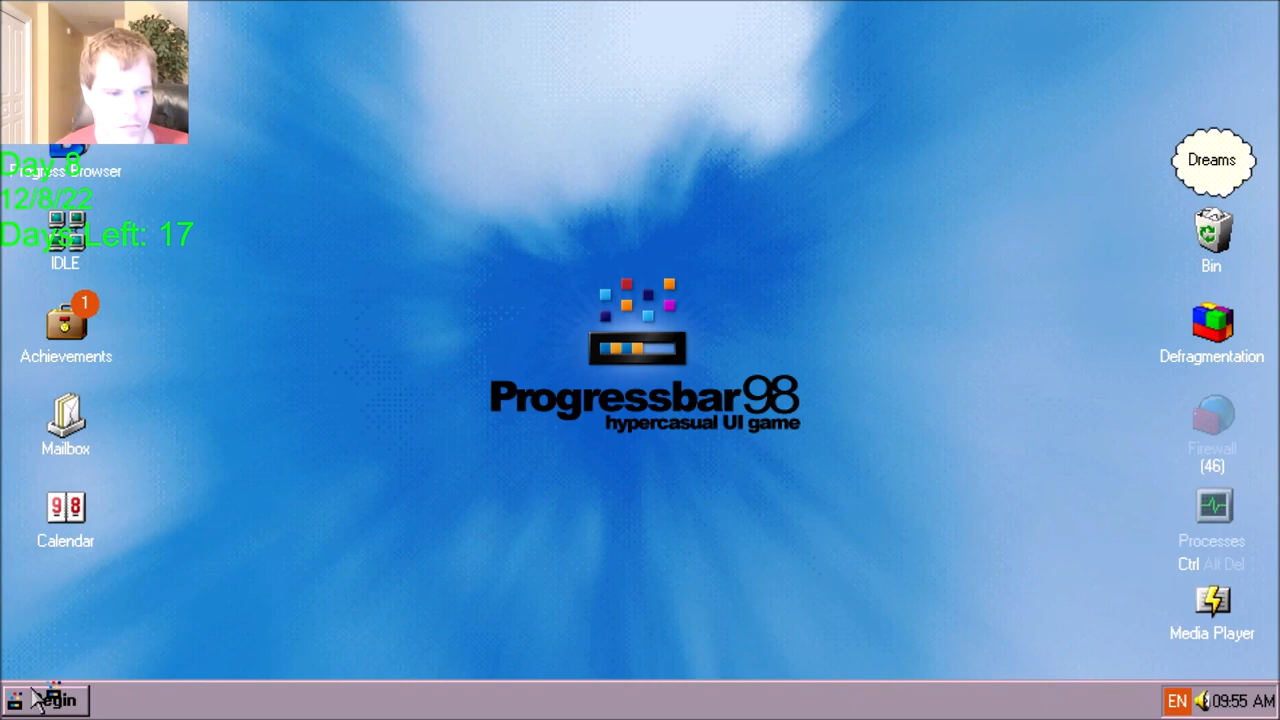 Day 8
Progress Browser
12/8/22
Days Left: 17
IDLE
1
Achievements
Mailbox
98
Calendar
Progressbar98
hypercasual UI game
Dreams
Bin
Defragmentation
Firewall
(46)
Processes
Ctrl Alt Del
Media Player
Begin
EN
09:55 AM